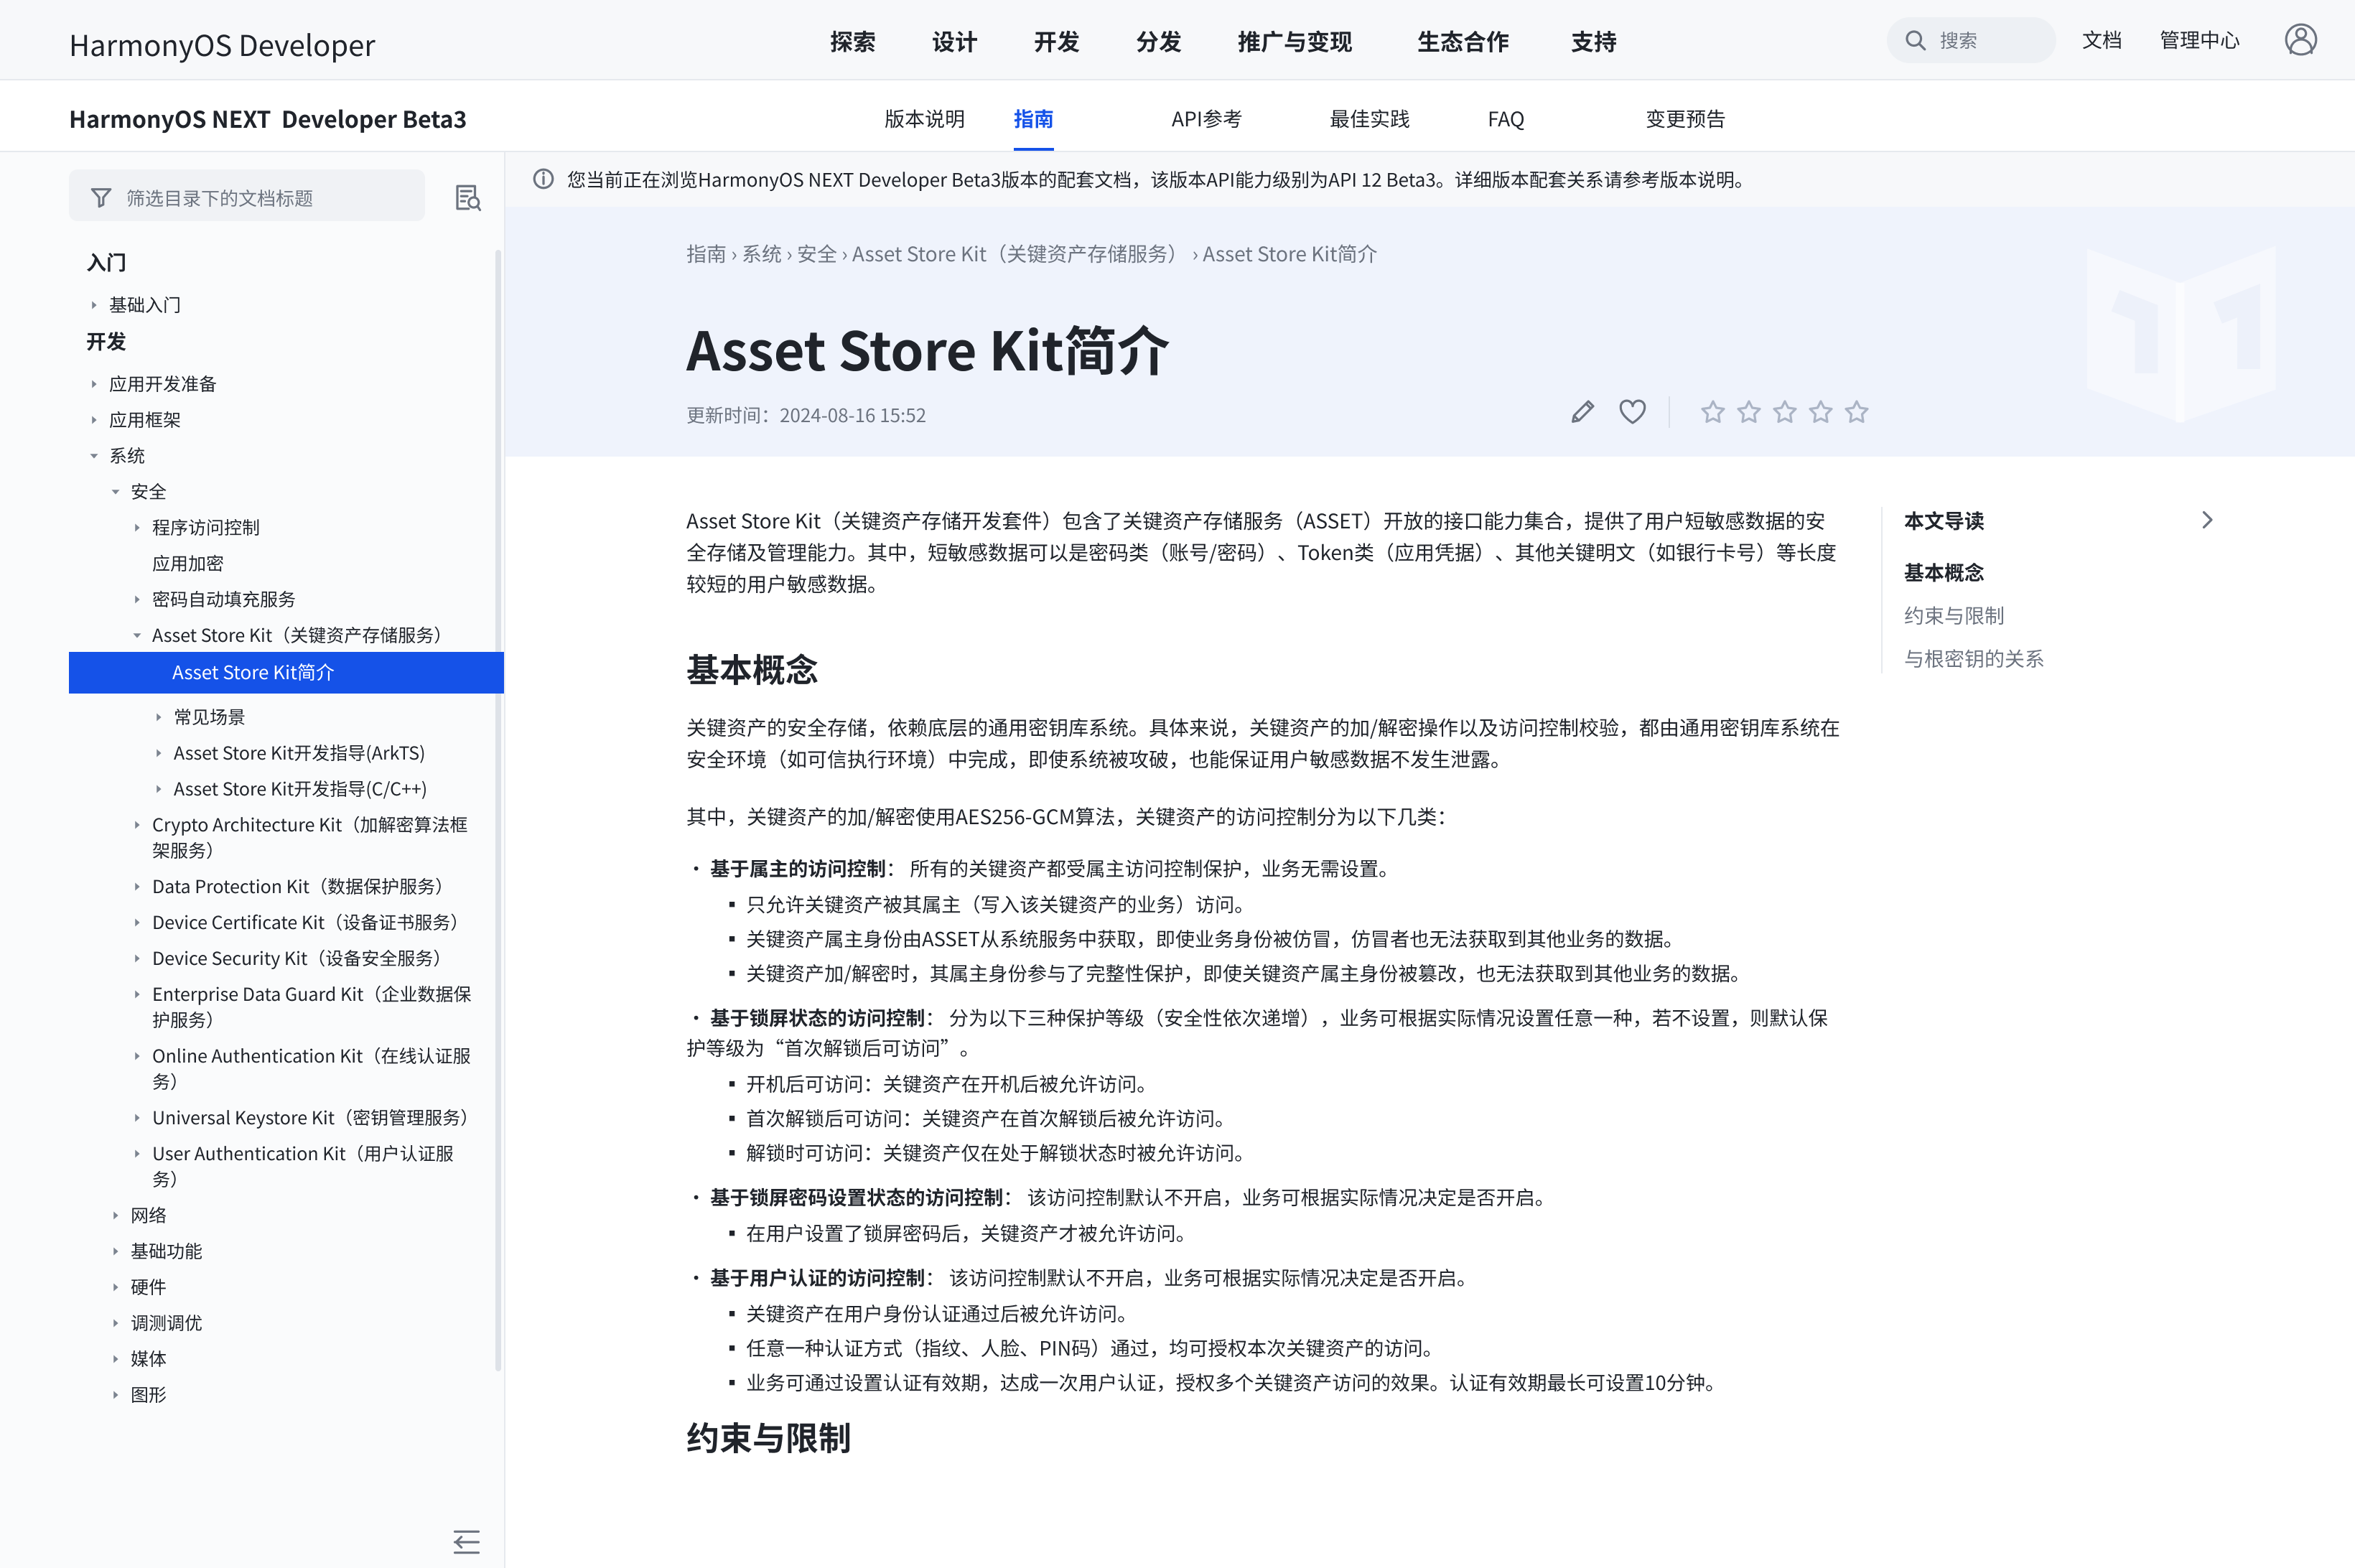 HarmonyOS Developer
探索 设计 开发 分发 推广与变现 生态合作 支持
搜索 文档 管理中心
HarmonyOS NEXT Developer Beta3
版本说明 指南 API参考 最佳实践 FAQ 变更预告
筛选目录下的文档标题
入门
基础入门
开发
应用开发准备
应用框架
系统
安全
程序访问控制
应用加密
密码自动填充服务
Asset Store Kit（关键资产存储服务）
Asset Store Kit简介
常见场景
Asset Store Kit开发指导(ArkTS)
Asset Store Kit开发指导(C/C++)
Crypto Architecture Kit（加解密算法框
架服务）
Data Protection Kit（数据保护服务）
Device Certificate Kit（设备证书服务）
Device Security Kit（设备安全服务）
Enterprise Data Guard Kit（企业数据保
护服务）
Online Authentication Kit（在线认证服
务）
Universal Keystore Kit（密钥管理服务）
User Authentication Kit（用户认证服
务）
网络
基础功能
硬件
调测调优
媒体
图形
您当前正在浏览HarmonyOS NEXT Developer Beta3版本的配套文档，该版本API能力级别为API 12 Beta3。详细版本配套关系请参考版本说明。
指南 › 系统 › 安全 › Asset Store Kit（关键资产存储服务） › Asset Store Kit简介
Asset Store Kit简介
更新时间：2024-08-16 15:52
Asset Store Kit（关键资产存储开发套件）包含了关键资产存储服务（ASSET）开放的接口能力集合，提供了用户短敏感数据的安
全存储及管理能力。其中，短敏感数据可以是密码类（账号/密码）、Token类（应用凭据）、其他关键明文（如银行卡号）等长度
较短的用户敏感数据。
基本概念
关键资产的安全存储，依赖底层的通用密钥库系统。具体来说，关键资产的加/解密操作以及访问控制校验，都由通用密钥库系统在
安全环境（如可信执行环境）中完成，即使系统被攻破，也能保证用户敏感数据不发生泄露。
其中，关键资产的加/解密使用AES256-GCM算法，关键资产的访问控制分为以下几类：
• 基于属主的访问控制： 所有的关键资产都受属主访问控制保护，业务无需设置。
▪ 只允许关键资产被其属主（写入该关键资产的业务）访问。
▪ 关键资产属主身份由ASSET从系统服务中获取，即使业务身份被仿冒，仿冒者也无法获取到其他业务的数据。
▪ 关键资产加/解密时，其属主身份参与了完整性保护，即使关键资产属主身份被篡改，也无法获取到其他业务的数据。
• 基于锁屏状态的访问控制： 分为以下三种保护等级（安全性依次递增），业务可根据实际情况设置任意一种，若不设置，则默认保
护等级为“首次解锁后可访问”。
▪ 开机后可访问：关键资产在开机后被允许访问。
▪ 首次解锁后可访问：关键资产在首次解锁后被允许访问。
▪ 解锁时可访问：关键资产仅在处于解锁状态时被允许访问。
• 基于锁屏密码设置状态的访问控制： 该访问控制默认不开启，业务可根据实际情况决定是否开启。
▪ 在用户设置了锁屏密码后，关键资产才被允许访问。
• 基于用户认证的访问控制： 该访问控制默认不开启，业务可根据实际情况决定是否开启。
▪ 关键资产在用户身份认证通过后被允许访问。
▪ 任意一种认证方式（指纹、人脸、PIN码）通过，均可授权本次关键资产的访问。
▪ 业务可通过设置认证有效期，达成一次用户认证，授权多个关键资产访问的效果。认证有效期最长可设置10分钟。
约束与限制
本文导读
基本概念
约束与限制
与根密钥的关系